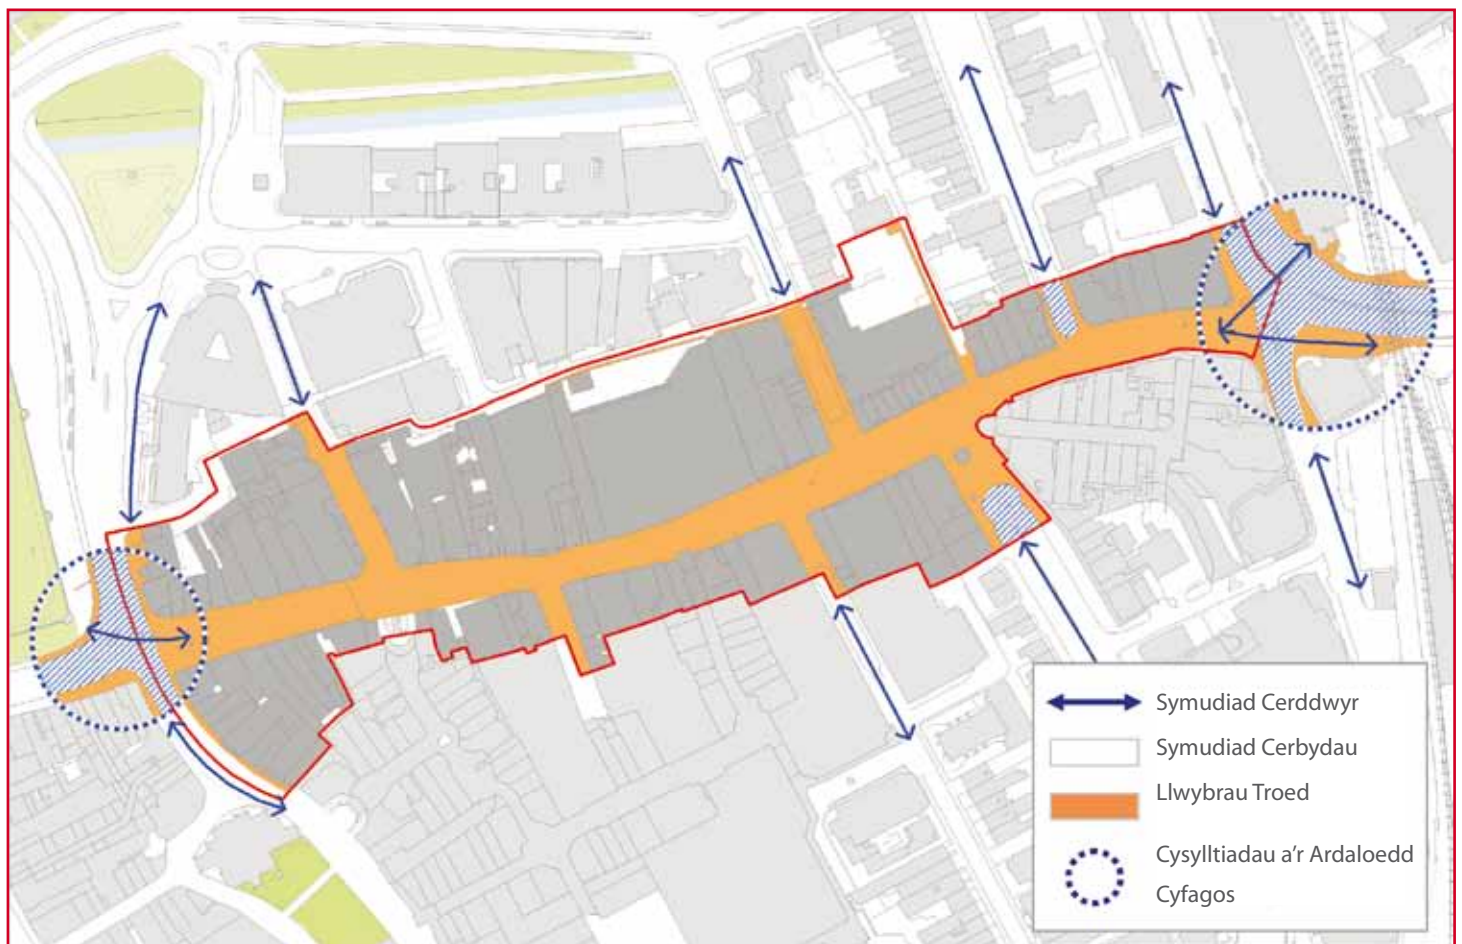 Symudiad Cerddwyr
Symudiad Cerbydau
Llwybrau Troed
Cysylltiadau a'r Ardaloedd
Cyfagos